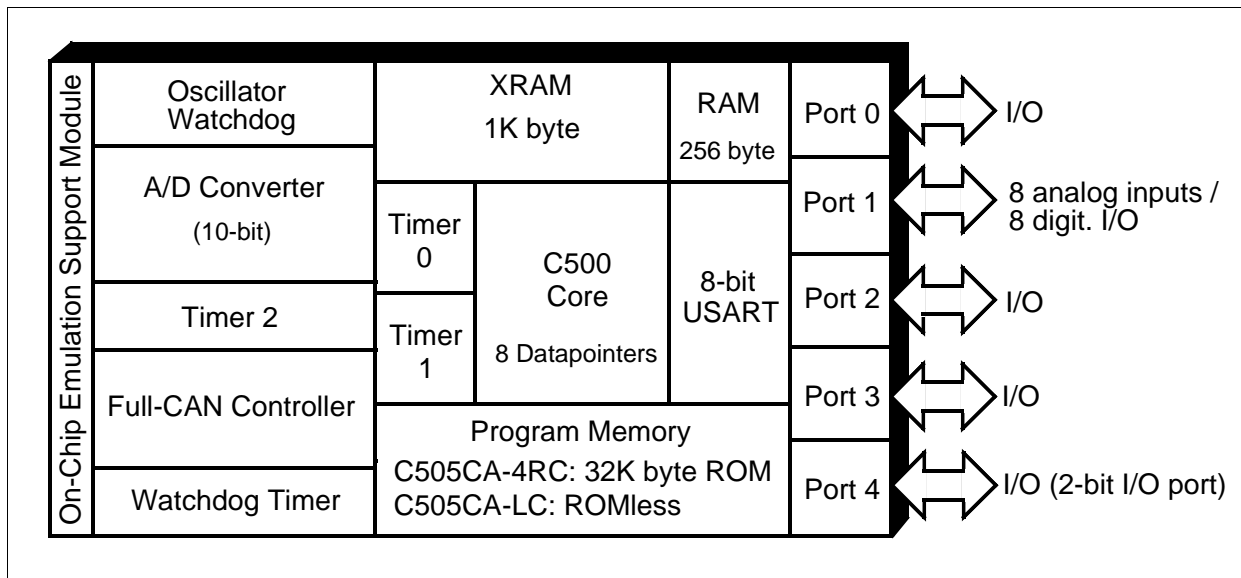 On-Chip Emulation Support Module
Oscillator
Watchdog
A/D Converter
(10-bit)
Timer 2
Full-CAN Controller
Watchdog Timer
XRAM
1K byte
RAM
256 byte
Timer
0
Timer
1
C500
Core
8 Datapointers
8-bit
USART
Program Memory
C505CA-4RC: 32K byte ROM
C505CA-LC: ROMless
Port 0
I/O
Port 1
8 analog inputs /
8 digit. I/O
Port 2
I/O
Port 3
I/O
Port 4
I/O (2-bit I/O port)